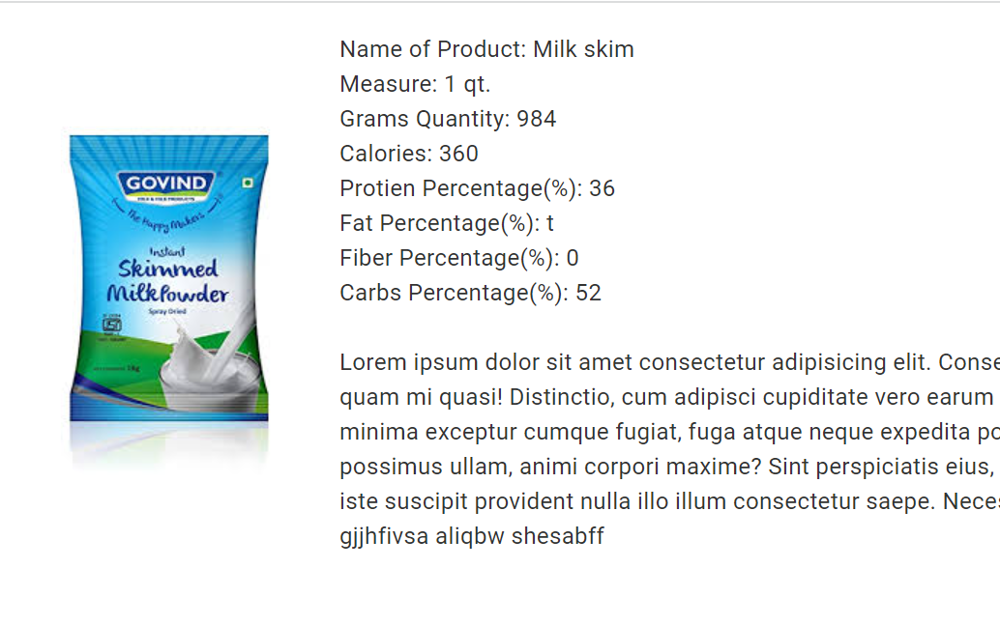 GOVIND
MILK & MILK PRODUCTS
The Happy Makers
Instant
Skimmed
MilkPowder
Spray Dried
Name of Product: Milk skim
Measure: 1 qt.
Grams Quantity: 984
Calories: 360
Protien Percentage(%): 36
Fat Percentage(%): t
Fiber Percentage(%): 0
Carbs Percentage(%): 52
Lorem ipsum dolor sit amet consectetur adipisicing elit. Conse
quam mi quasi! Distinctio, cum adipisci cupiditate vero earum
minima exceptur cumque fugiat, fuga atque neque expedita po
possimus ullam, animi corpori maxime? Sint perspiciatis eius,
iste suscipit provident nulla illo illum consectetur saepe. Neces
gjjhfivsa aliqbw shesabff